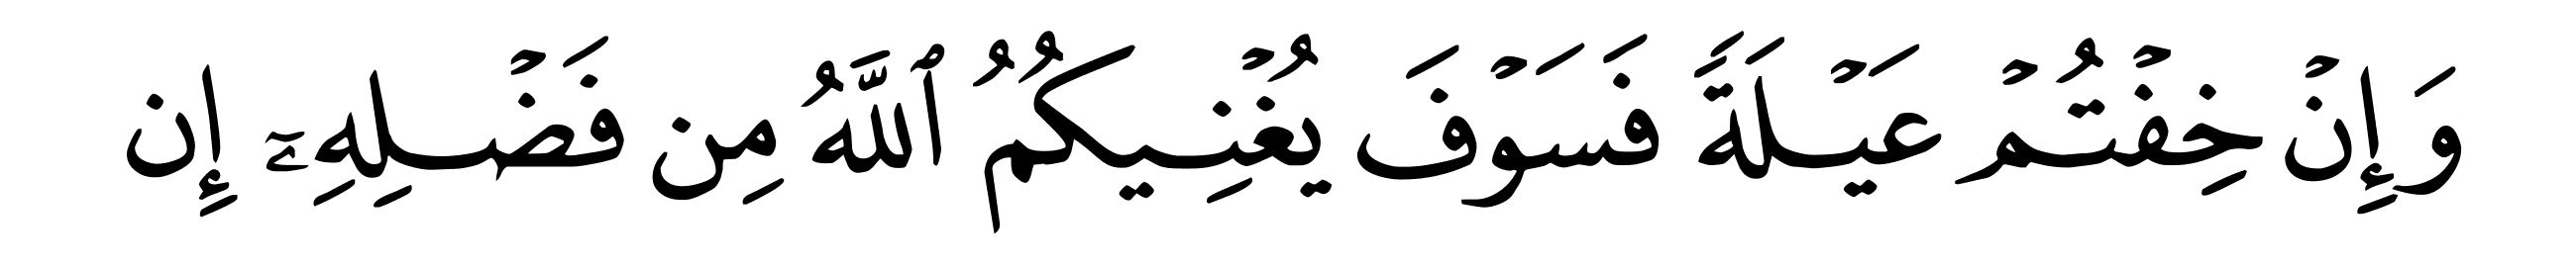 وَإِنۡ خِفۡتُمۡ عَيۡلَةٗ فَسَوۡفَ يُغۡنِيكُمُ ٱللَّهُ مِن فَضۡلِهِۦٓ إِن